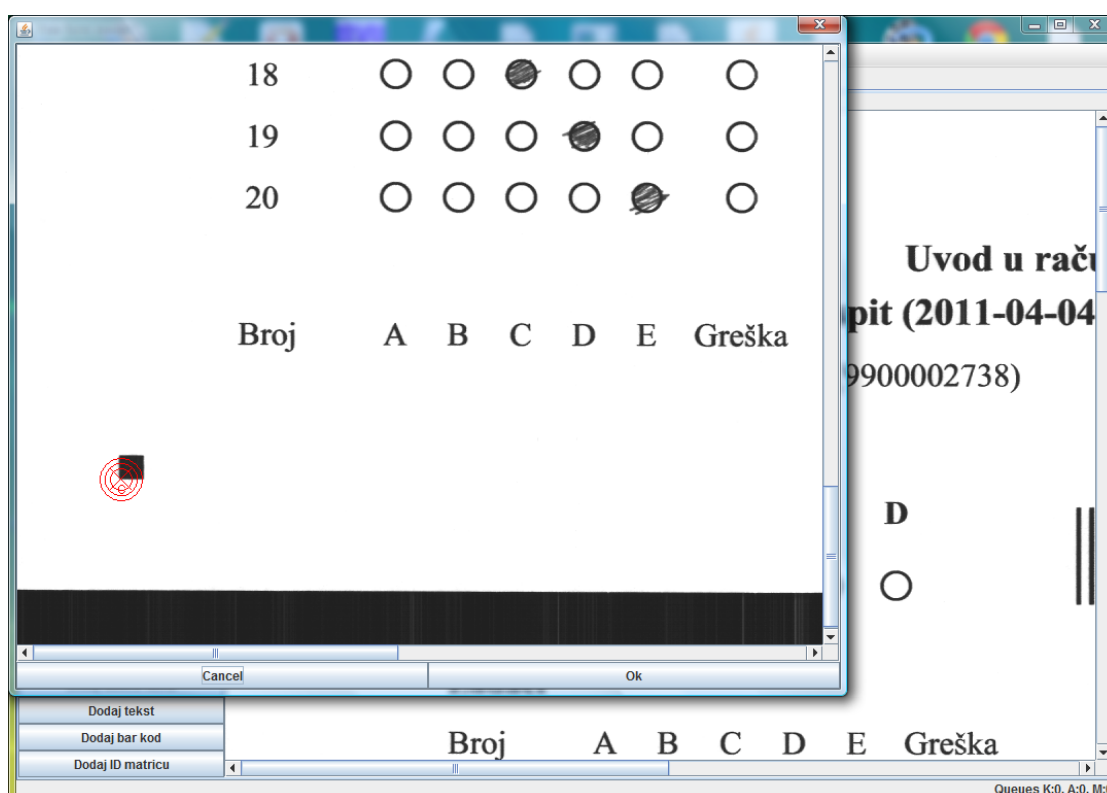 18
19
20
Broj A B C D E Greška
Cancel Ok
Uvod u
pit (2011-04-04
9900002738)
D
Dodaj tekst
Dodaj bar kod
Dodaj ID matricu
Broj A B C D E Greška
Queues K:0, A:0, M: